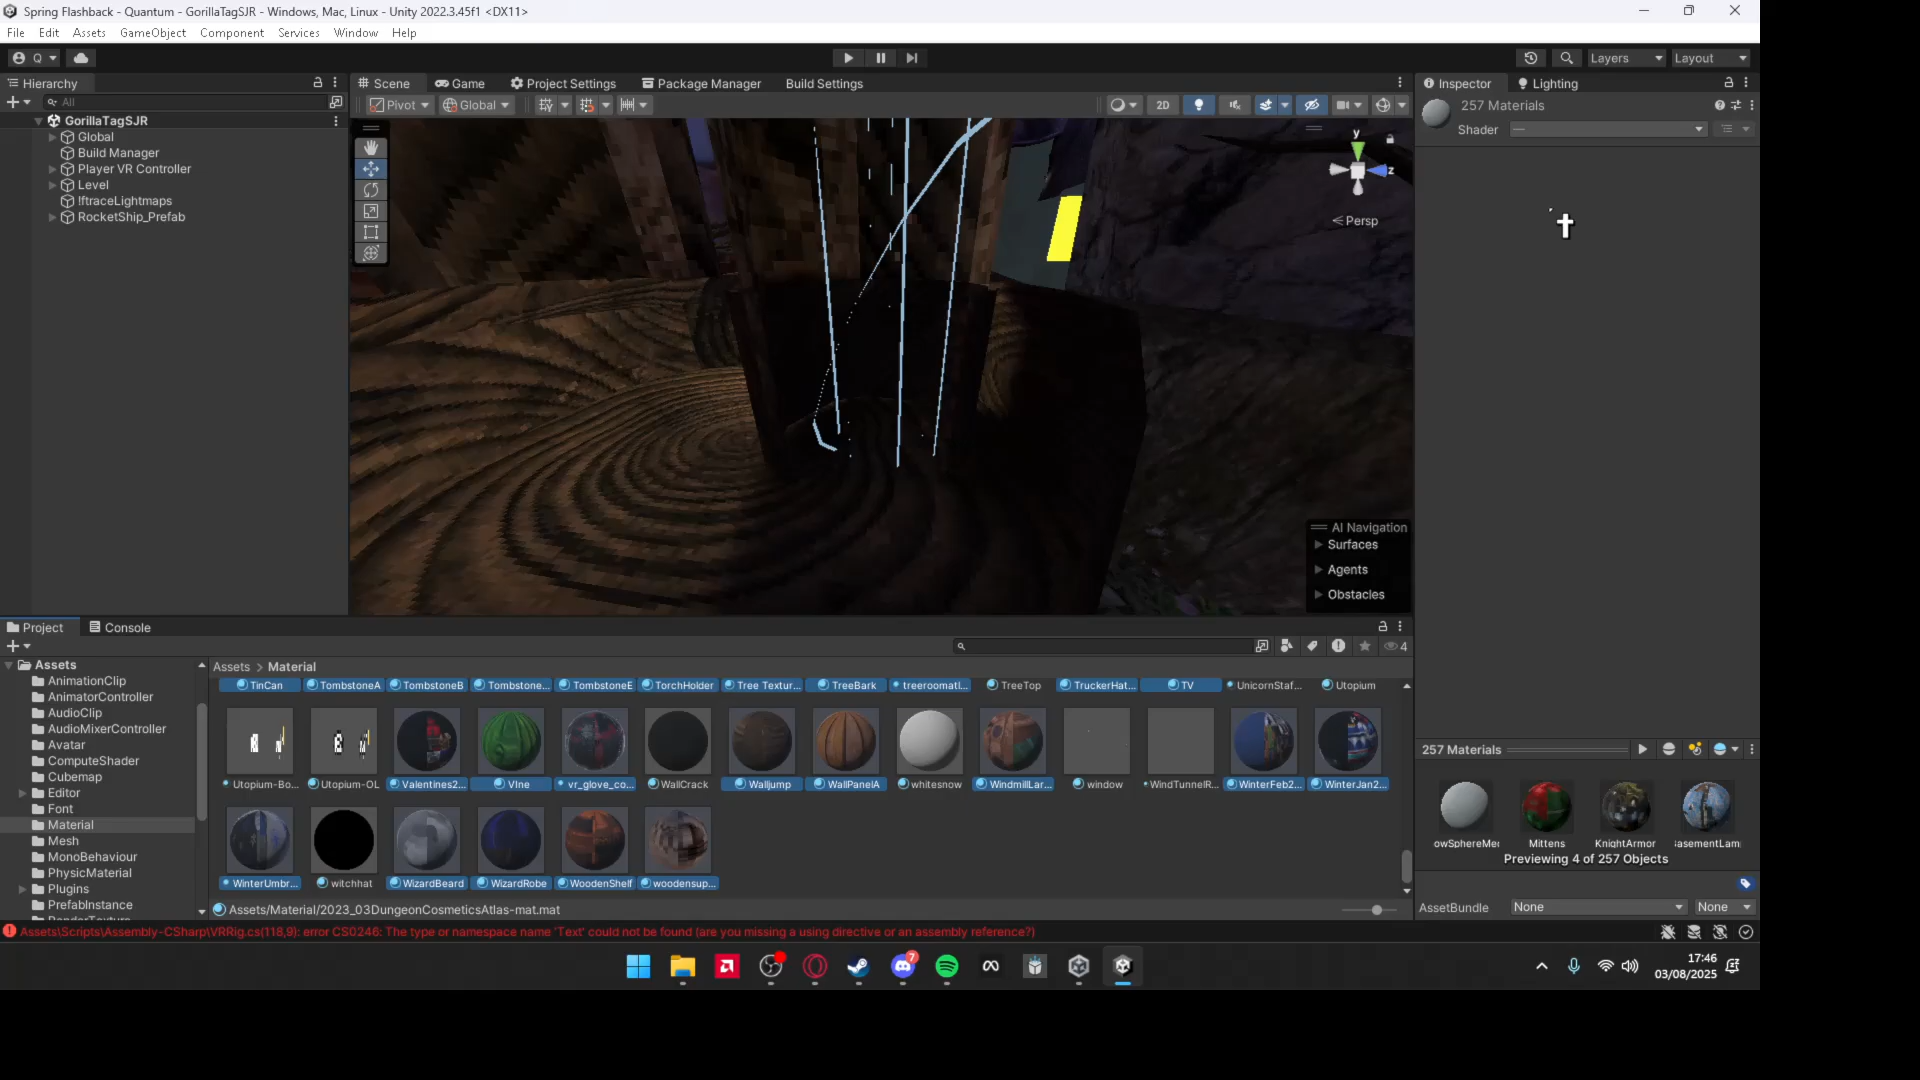 Spring Flashback - Quantum - GorillaTagSJR - Windows, Mac, Linux - Unity 2022.3.45f1 <DX11>
File Edit Assets GameObject Component Services Window Help
Q Layers Layout
Hierarchy Scene Game Project Settings Package Manager Build Settings Inspector Lighting
All Pivot Global 2D 257 Materials
GorillaTagSJR Shader —
Global y
Build Manager
Player VR Controller z
Level
!ftraceLightmaps
RocketShip_Prefab < Persp
AI Navigation
Surfaces
Agents
Obstacles
Project Console
4
Assets Assets > Material
AnimationClip TinCan TombstoneA TombstoneB Tombstone... TombstoneE TorchHolder Tree Textur... TreeBark treeroomatl... TreeTop TruckerHat... TV UnicornStaf... Utopium
AnimatorController
AudioClip
AudioMixerController
Avatar 257 Materials
ComputeShader
Cubemap Utopium-Bo... Utopium-OL Valentines2... VIne vr_glove_co... WallCrack Walljump WallPanelA whitesnow WindmillLar... window WindTunnelR... WinterFeb2... WinterJan2...
Editor
Font
Material
Mesh owSphereMe Mittens KnightArmor asementLam
MonoBehaviour Previewing 4 of 257 Objects
PhysicMaterial
Plugins WinterUmbr... witchhat WizardBeard WizardRobe WoodenShelf woodensup...
PrefabInstance AssetBundle None None
RenderTexture Assets/Material/2023_03DungeonCosmeticsAtlas-mat.mat
Assets\Scripts\Assembly-CSharp\VRRig.cs(118,9): error CS0246: The type or namespace name 'Text' could not be found (are you missing a using directive or an assembly reference?)
7
17:46
03/08/2025